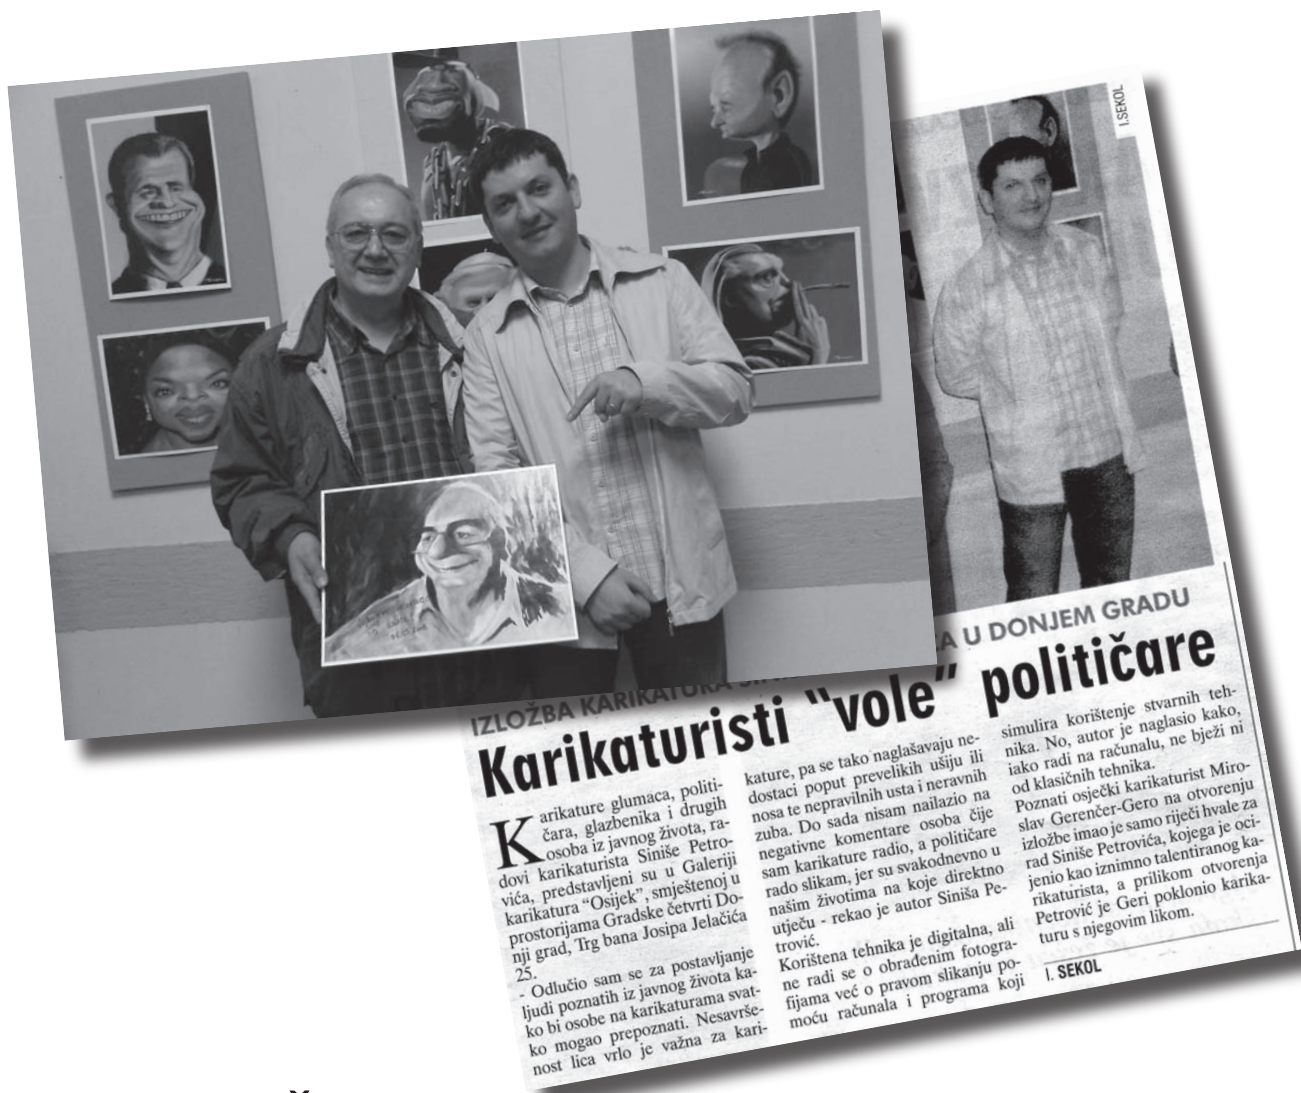 I.SEKOL
IZLOŽBA KARIKATURA U DONJEM GRADU
Karikaturisti “vole” političare
Karikature glumaca, politi-
čara, glazbenika i drugih
osoba iz javnog života, ra-
dovi karikaturista Siniše Petro-
vića, predstavljeni su u Galeriji
karikatura “Osijek”, smještenoj u
prostorijama Gradske četvrti Do-
nji grad, Trg bana Josipa Jelačića
25.
- Odlučio sam se za postavljanje
ljudi poznatih iz javnog života ka-
ko bi osobe na karikaturama svat-
ko mogao prepoznati. Nesavrše-
nost lica vrlo je važna za kari-
kature, pa se tako naglašavaju ne-
dostaci poput prevelikih ušiju ili
nosa te nepravilnih usta i neravnih
zuba. Do sada nisam nailazio na
negativne komentare osoba čije
sam karikature radio, a političare
rado slikam, jer su svakodnevno u
našim životima na koje direktno
utječu - rekao je autor Siniša Pe-
trović.
Korištena tehnika je digitalna, ali
ne radi se o obrađenim fotogra-
fijama već o pravom slikanju po-
moću računala i programa koji
simulira korištenje stvarnih teh-
nika. No, autor je naglasio kako,
iako radi na računalu, ne bježi ni
od klasičnih tehnika.
Poznati osječki karikaturist Miro-
slav Gerenčer-Gero na otvorenju
izložbe imao je samo riječi hvale za
rad Siniše Petrovića, kojega je oci-
jenio kao iznimno talentiranog ka-
rikaturista, a prilikom otvorenja
Petrović je Geri poklonio karika-
turu s njegovim likom.
I. SEKOL